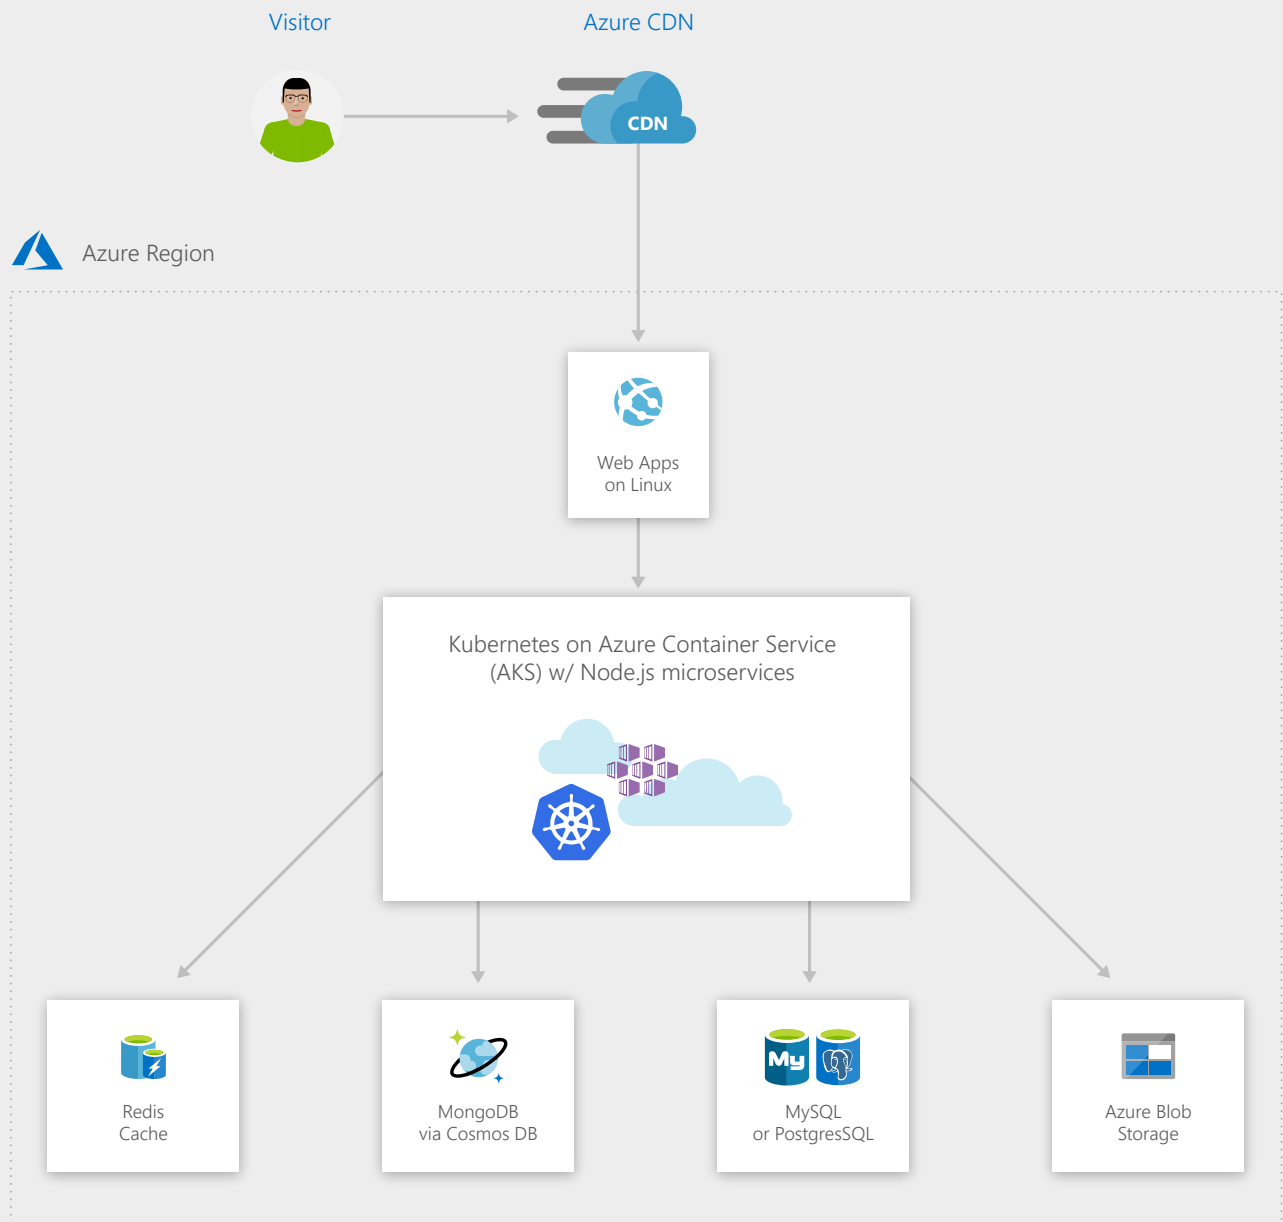 Visitor
Azure CDN
CDN
Azure Region
Web Apps
on Linux
Kubernetes on Azure Container Service
(AKS) w/ Node.js microservices
Redis
Cache
MongoDB
via Cosmos DB
My
MySQL
or PostgresSQL
Azure Blob
Storage